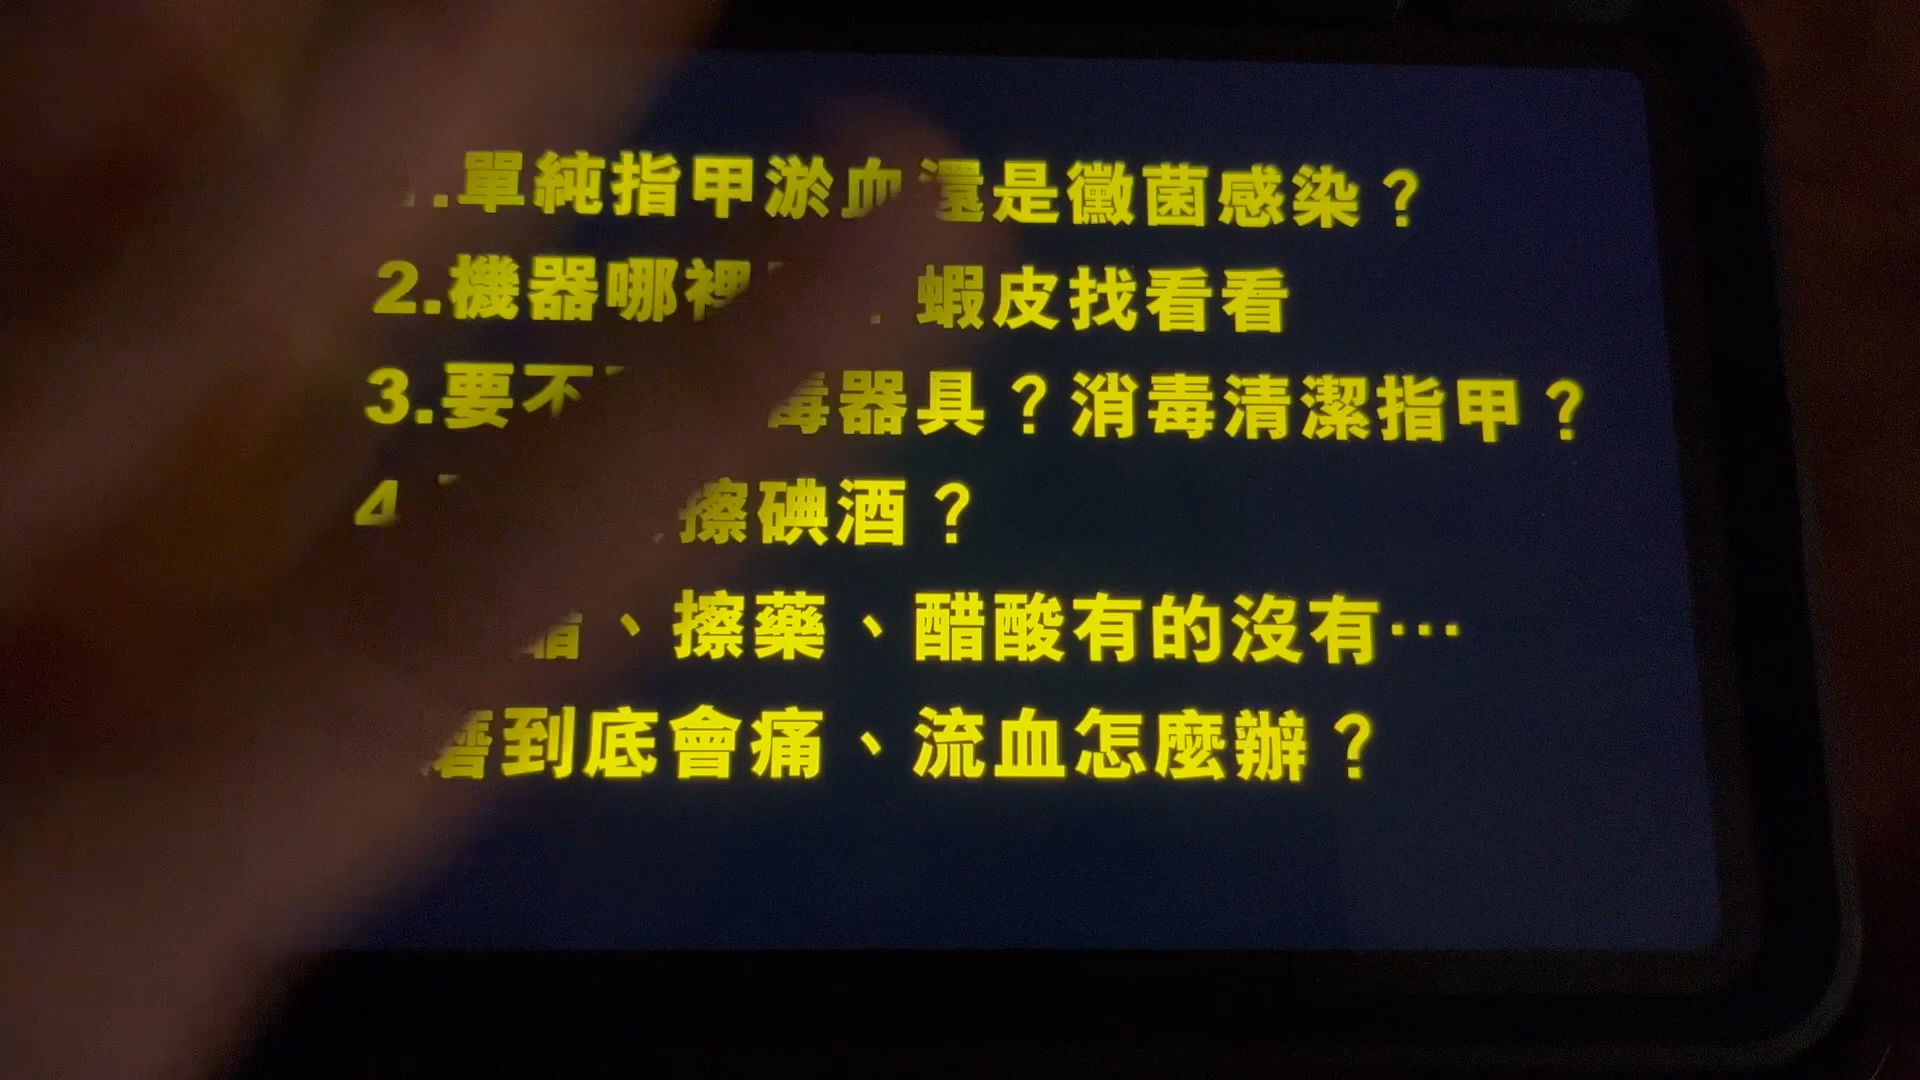 .單純指甲淤血還是黴菌感染？
2.機器哪裡 蝦皮找看看
3.要不 毒器具？消毒清潔指甲？
4 擦碘酒？
、擦藥、醋酸有的沒有…
磨到底會痛、流血怎麼辦？